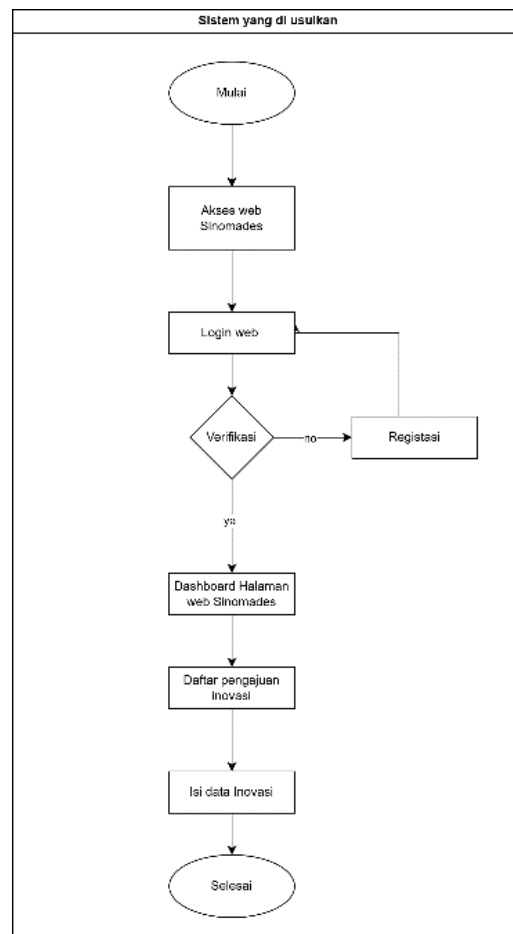 Sistem yang di usulkan
Mulai
Akses web
Sinomades
Login web
Verifikasi
no
Registasi
ya
Dashboard Halaman
web Sinomades
Daftar pengajuan
Inovasi
Isi data Inovasi
Selesai